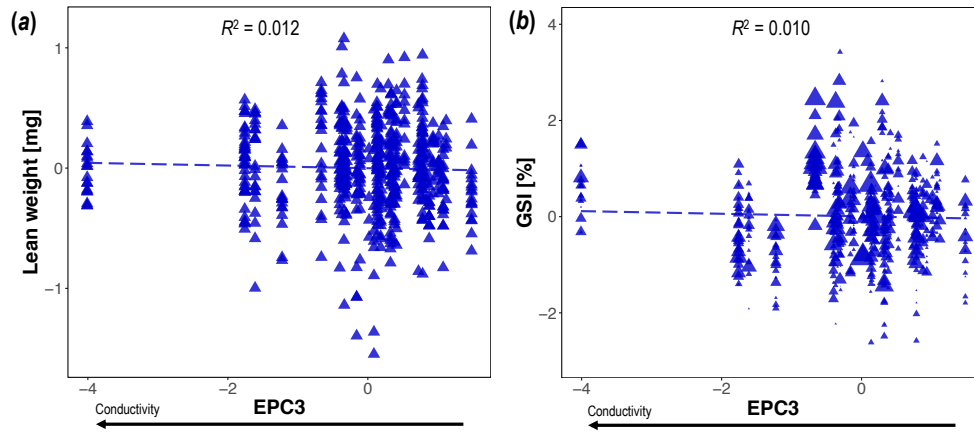 (a)
R² = 0.012
Lean weight [mg]
1
0
−1
−4
−2
0
EPC3
Conductivity
(b)
R² = 0.010
GSI [%]
4
2
0
−2
−4
−2
0
EPC3
Conductivity